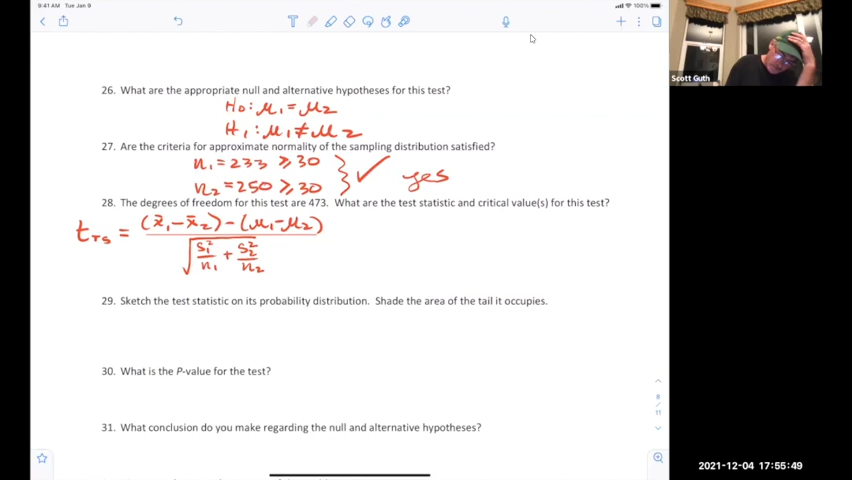 9:41 AM Tue Jan 9
100%
Scott Guth
26. What are the appropriate null and alternative hypotheses for this test?
H₀: μ₁ = μ₂
H₁: μ₁ ≠ μ₂
27. Are the criteria for approximate normality of the sampling distribution satisfied?
n₁ = 233 ≥ 30
n₂ = 250 ≥ 30
yes
28. The degrees of freedom for this test are 473. What are the test statistic and critical value(s) for this test?
t_TS = ((x̄₁ − x̄₂) − (μ₁ − μ₂)) / √(s₁²/n₁ + s₂²/n₂)
29. Sketch the test statistic on its probability distribution. Shade the area of the tail it occupies.
30. What is the P-value for the test?
31. What conclusion do you make regarding the null and alternative hypotheses?
8
/
11
2021-12-04 17:55:49